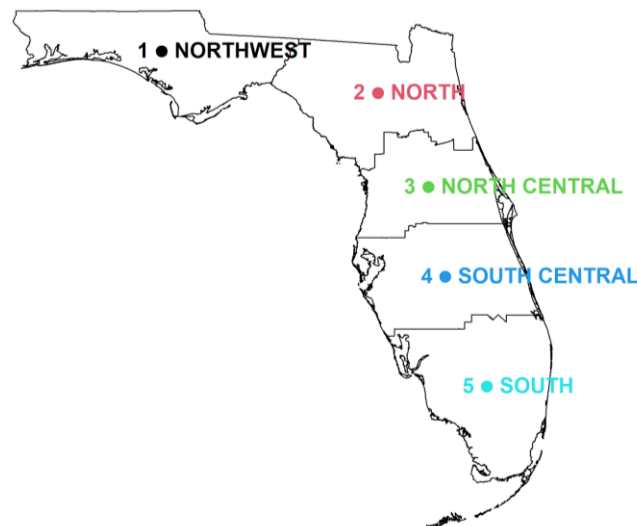 1 ● NORTHWEST
2 ● NORTH
3 ● NORTH CENTRAL
4 ● SOUTH CENTRAL
5 ● SOUTH